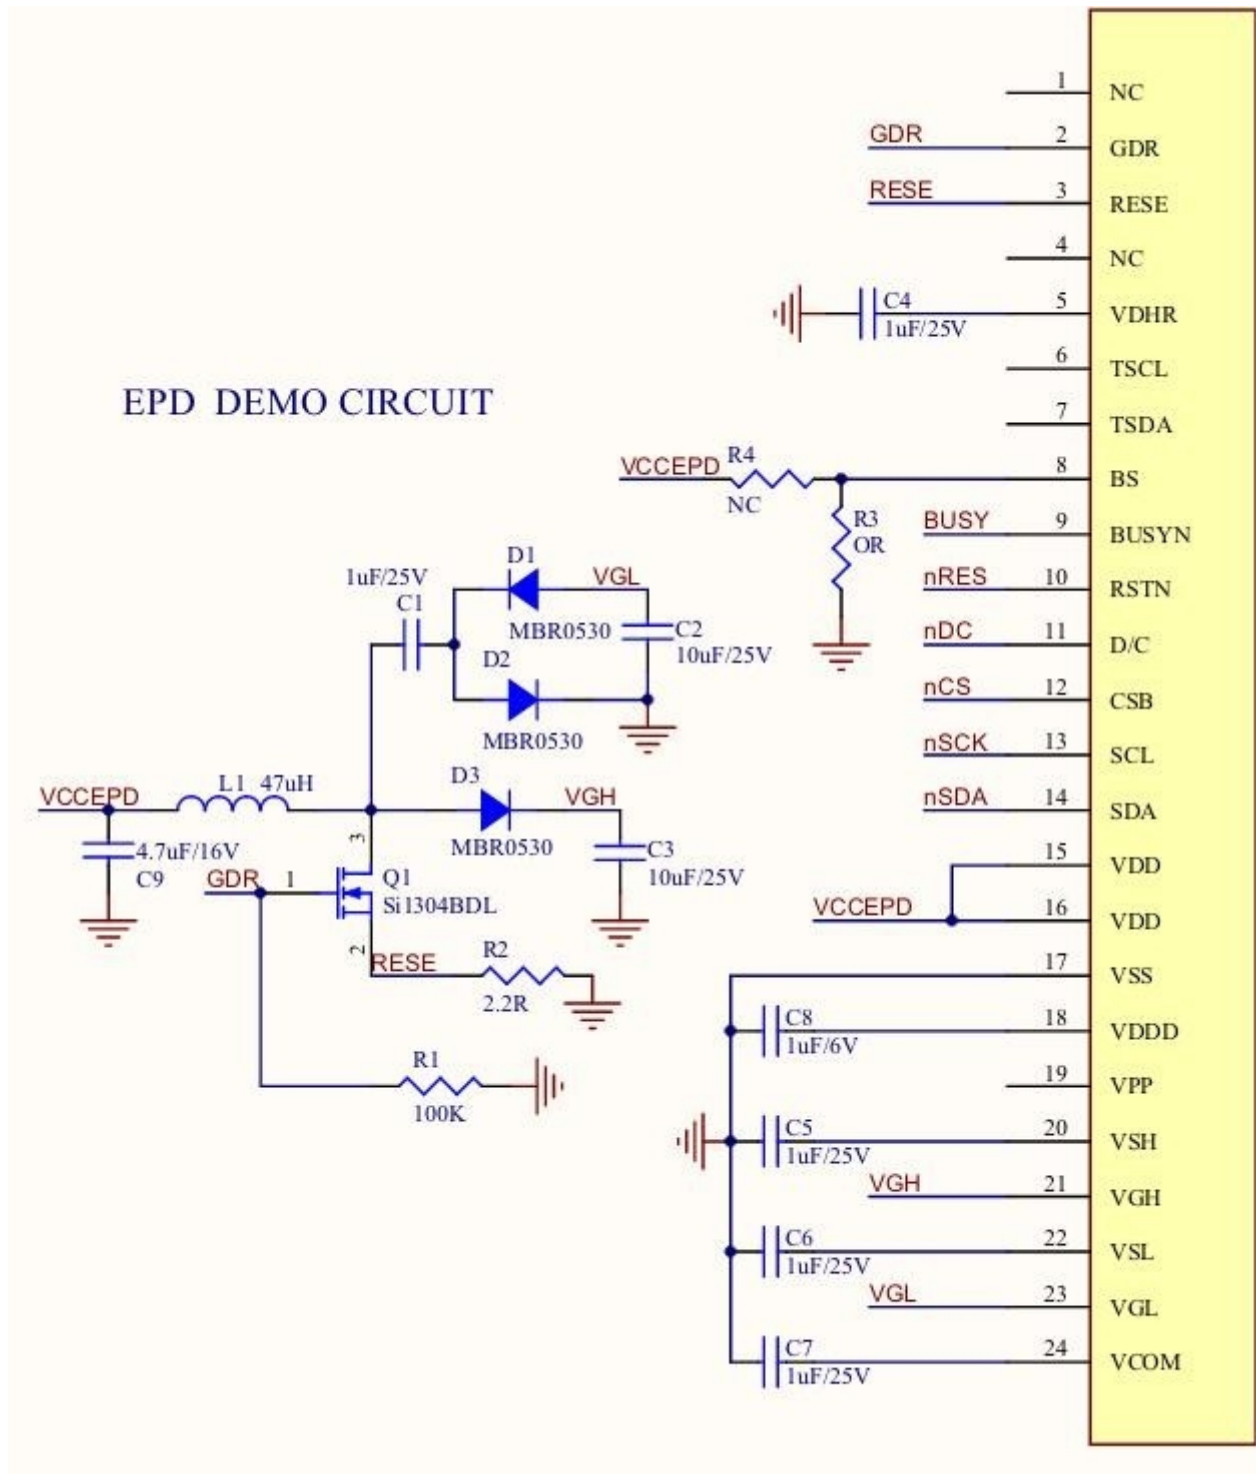 1 NC
GDR 2 GDR
RESE 3 RESE
4 NC
C4 5 VDHR
1uF/25V
6 TSCL
EPD DEMO CIRCUIT
7 TSDA
VCCEPD R4 8 BS
NC
R3
OR
BUSY 9 BUSYN
D1
1uF/25V VGL
C1
nRES 10 RSTN
MBR0530 C2
10uF/25V
nDC 11 D/C
D2
MBR0530
nCS 12 CSB
nSCK 13 SCL
VCCEPD L1 47uH D3 VGH
MBR0530 C3
10uF/25V
nSDA 14 SDA
4.7uF/16V
C9
3
15 VDD
GDR 1 Q1
Si1304BDL
VCCEPD 16 VDD
2
RESE R2
2.2R
17 VSS
C8 18 VDDD
1uF/6V
R1
100K
19 VPP
C5 20 VSH
1uF/25V
VGH 21 VGH
C6 22 VSL
1uF/25V
VGL 23 VGL
C7 24 VCOM
1uF/25V